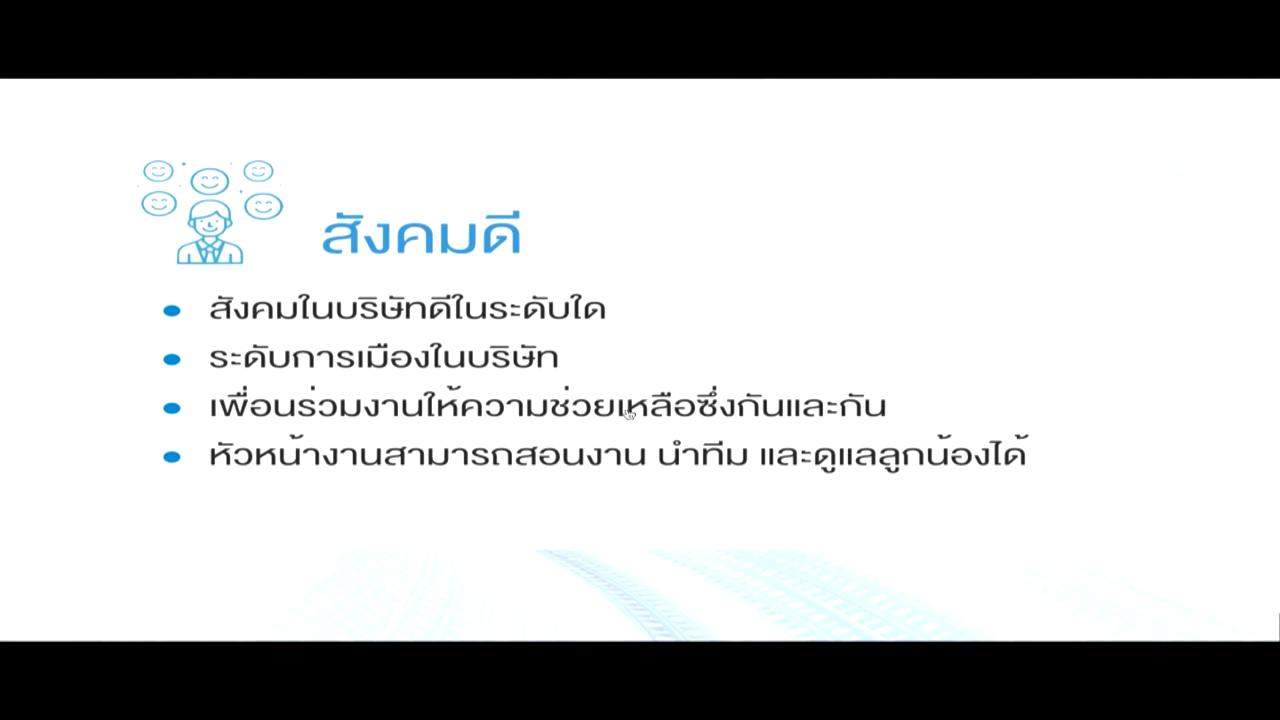 สังคมดี
สังคมในบริษัทดีในระดับใด
ระดับการเมืองในบริษัท
เพื่อนร่วมงานให้ความช่วยเหลือซึ่งกันและกัน
หัวหน้างานสามารถสอนงาน นำทีม และดูแลลูกน้องได้